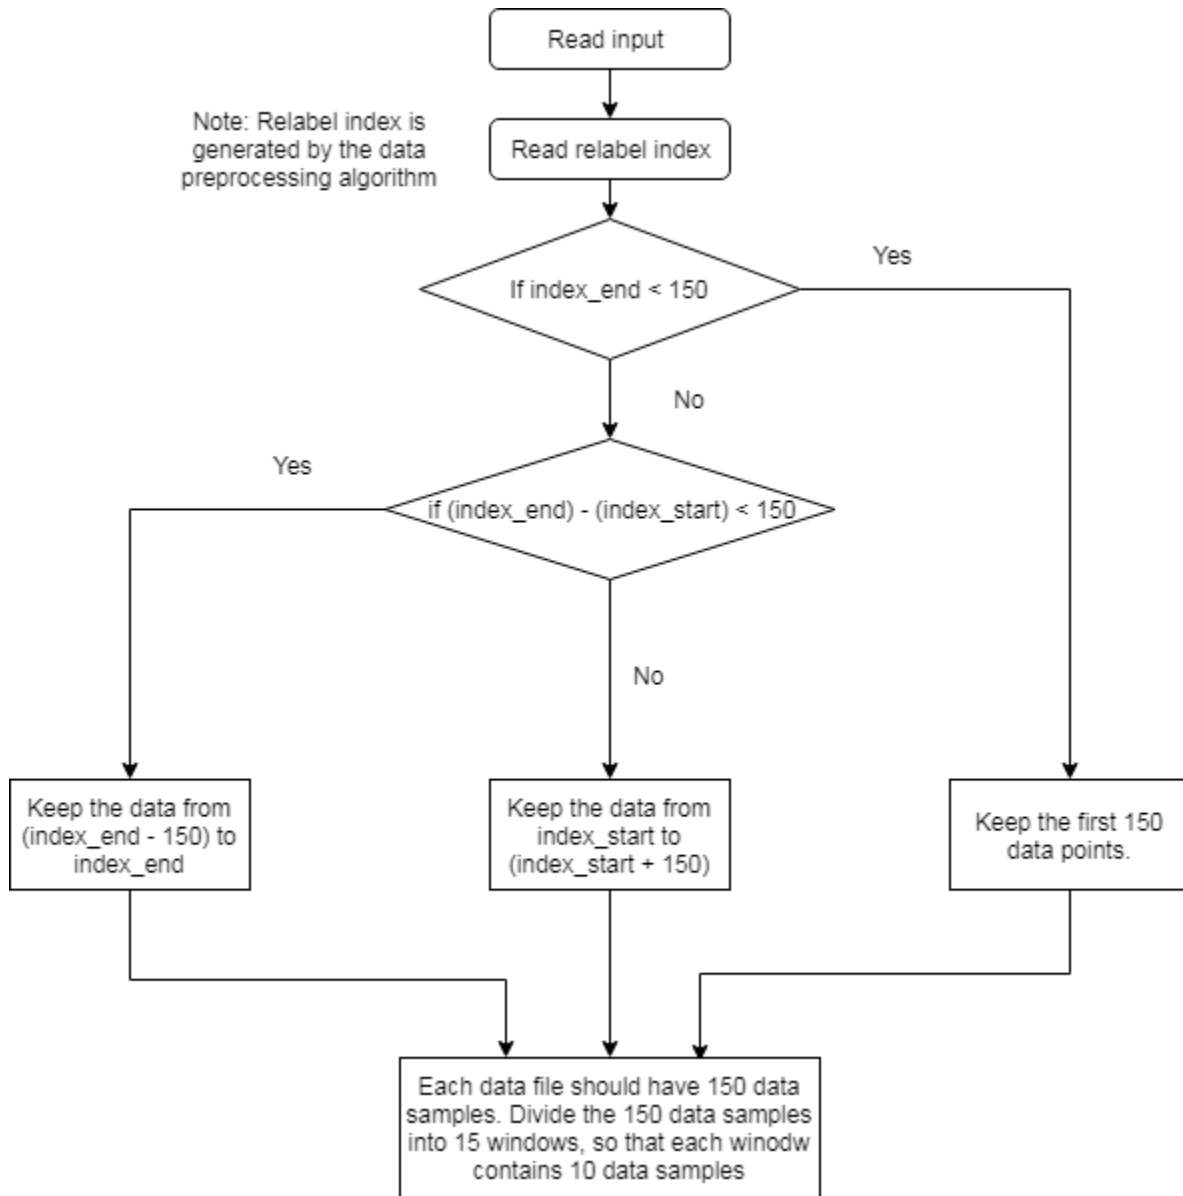 Read input
Note: Relabel index is
generated by the data
preprocessing algorithm
Read relabel index
If index_end < 150
Yes
No
Yes
if (index_end) - (index_start) < 150
No
Keep the data from
(index_end - 150) to
index_end
Keep the data from
index_start to
(index_start + 150)
Keep the first 150
data points.
Each data file should have 150 data
samples. Divide the 150 data samples
into 15 windows, so that each winodw
contains 10 data samples